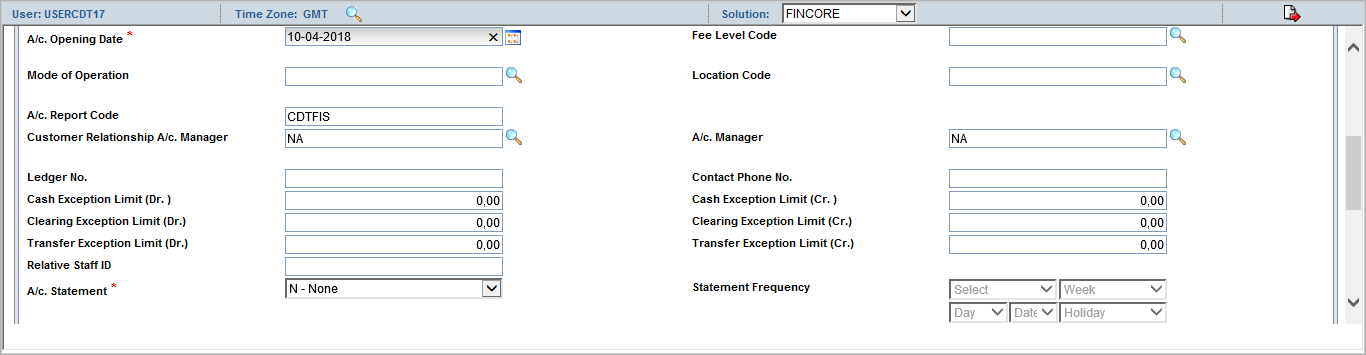 User: USERCDT17 Time Zone: GMT Solution: FINCORE
A/c. Opening Date * 10-04-2018 Fee Level Code
Mode of Operation Location Code
A/c. Report Code CDTFIS
Customer Relationship A/c. Manager NA A/c. Manager NA
Ledger No. Contact Phone No.
Cash Exception Limit (Dr. ) 0,00 Cash Exception Limit (Cr. ) 0,00
Clearing Exception Limit (Dr.) 0,00 Clearing Exception Limit (Cr.) 0,00
Transfer Exception Limit (Dr.) 0,00 Transfer Exception Limit (Cr.) 0,00
Relative Staff ID
A/c. Statement * N - None Statement Frequency Select Week
Day Date Holiday